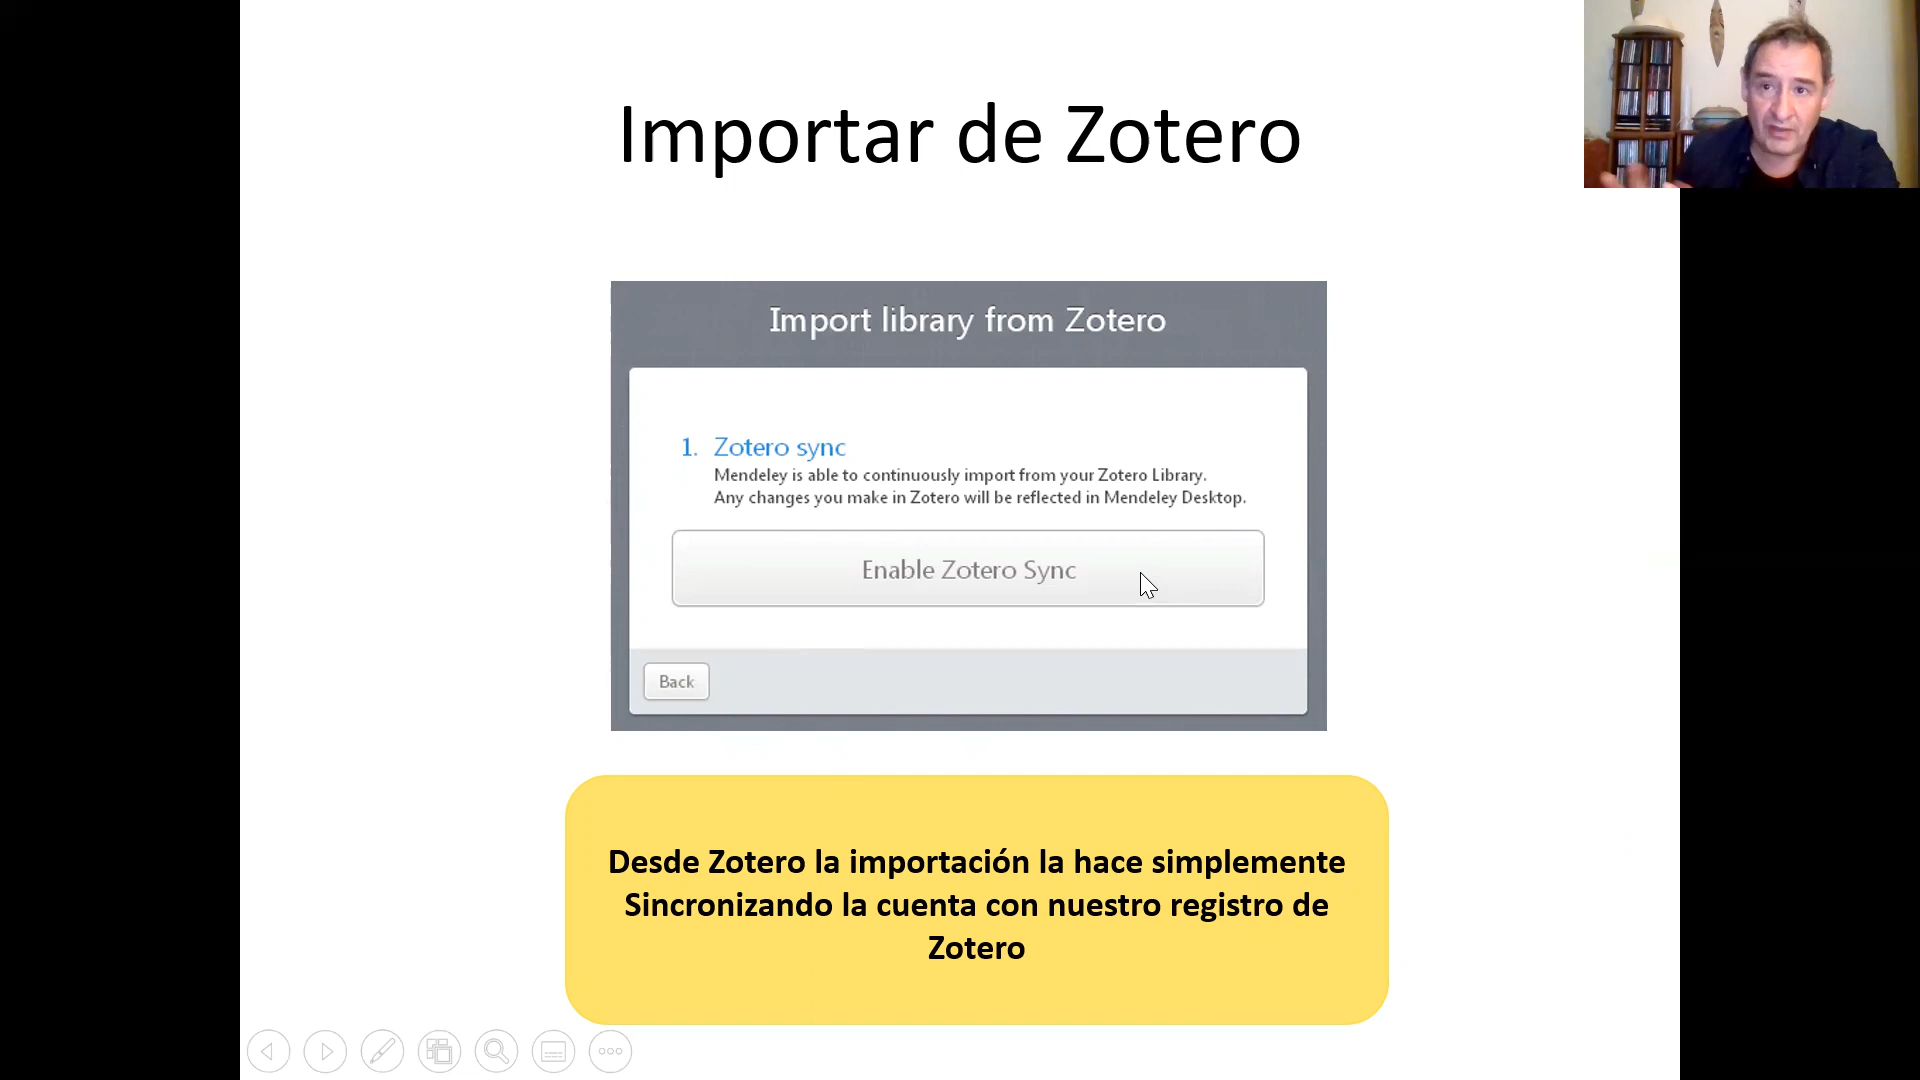 Importar de Zotero
Import library from Zotero
1. Zotero sync
Mendeley is able to continuously import from your Zotero Library.
Any changes you make in Zotero will be reflected in Mendeley Desktop.
Enable Zotero Sync
Back
Desde Zotero la importación la hace simplemente
Sincronizando la cuenta con nuestro registro de
Zotero